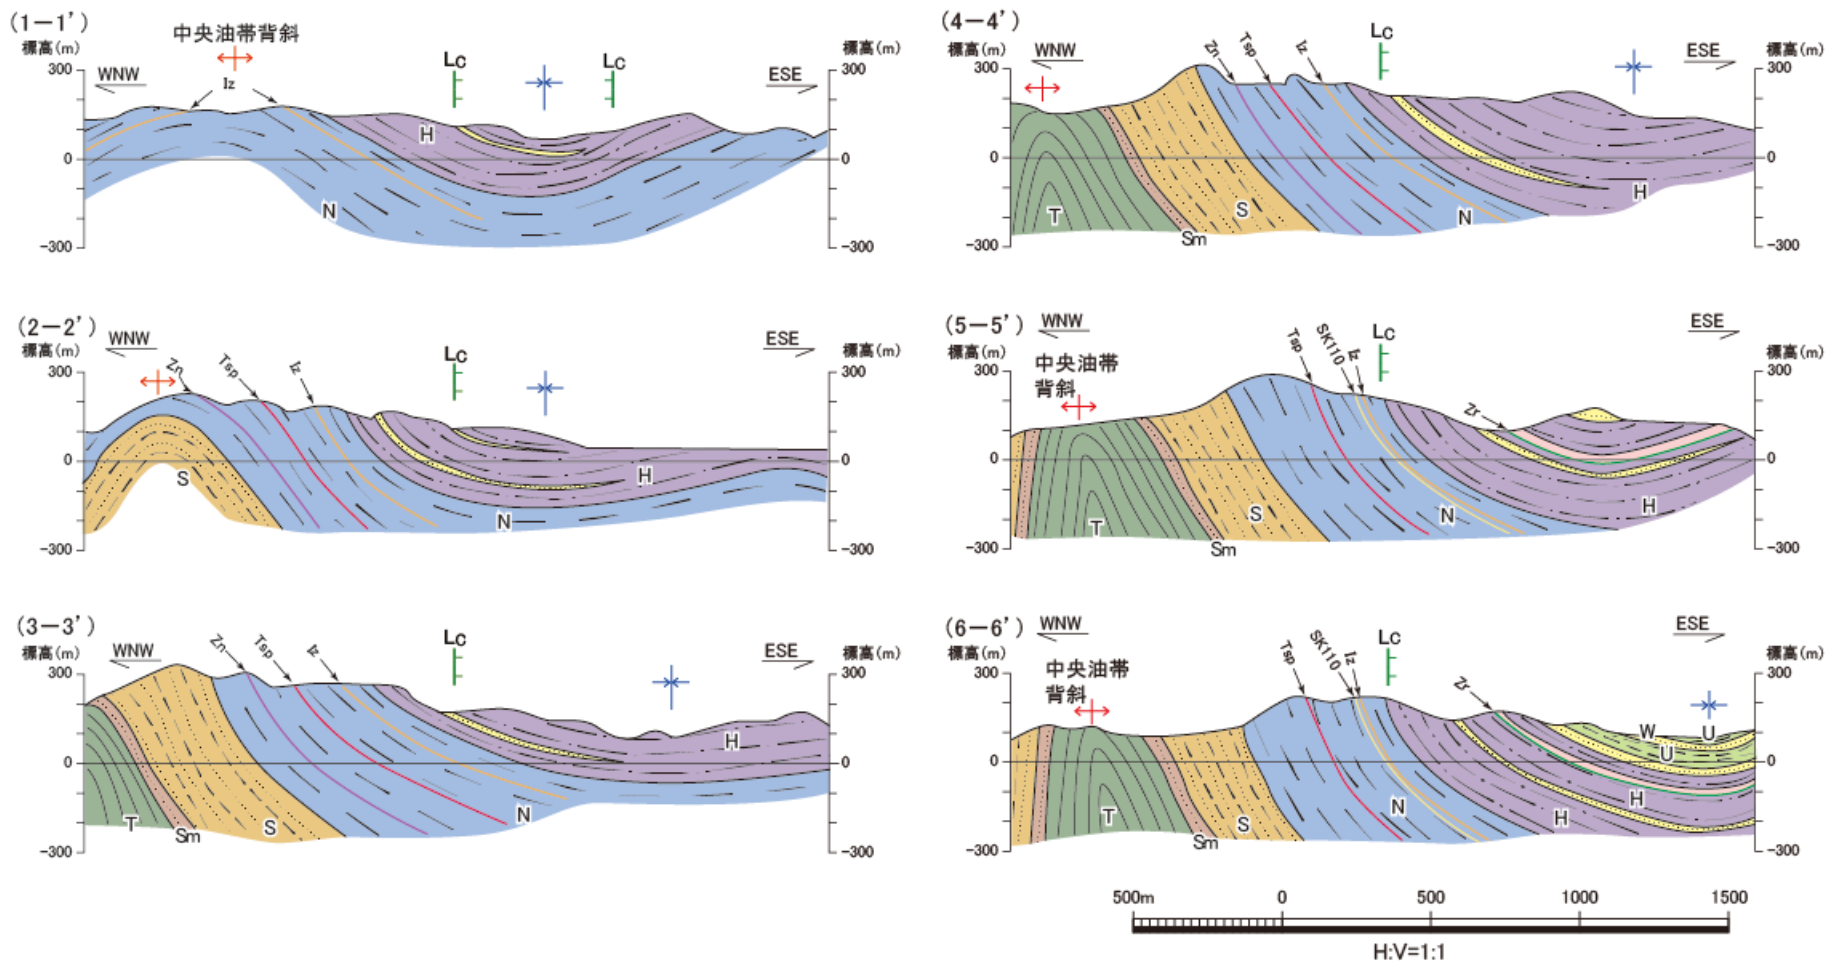 (1－1')
中央油帯背斜
標高(m)
標高(m)
300
300
WNW
ESE
Iz
Lc
Lc
H
0
0
N
-300
-300
(2－2')
WNW
ESE
標高(m)
標高(m)
300
300
Zn
Tsp
Iz
Lc
0
0
S
H
N
-300
-300
(3－3')
WNW
ESE
標高(m)
標高(m)
300
300
Zn
Tsp
Iz
Lc
H
0
0
T
Sm
S
N
-300
-300
(4－4')
標高(m)
標高(m)
WNW
ESE
300
300
Zn
Tsp
Iz
Lc
0
0
T
Sm
S
N
H
-300
-300
(5－5')
WNW
ESE
標高(m)
標高(m)
中央油帯
背斜
300
300
Tsp
SK110
Iz
Lc
Zr
0
0
T
Sm
S
N
H
-300
-300
(6－6')
WNW
ESE
標高(m)
標高(m)
中央油帯
背斜
300
300
Tsp
SK110
Iz
Lc
Zr
W
U
U
0
0
T
Sm
S
N
H
H
-300
-300
500m
0
500
1000
1500
H:V=1:1